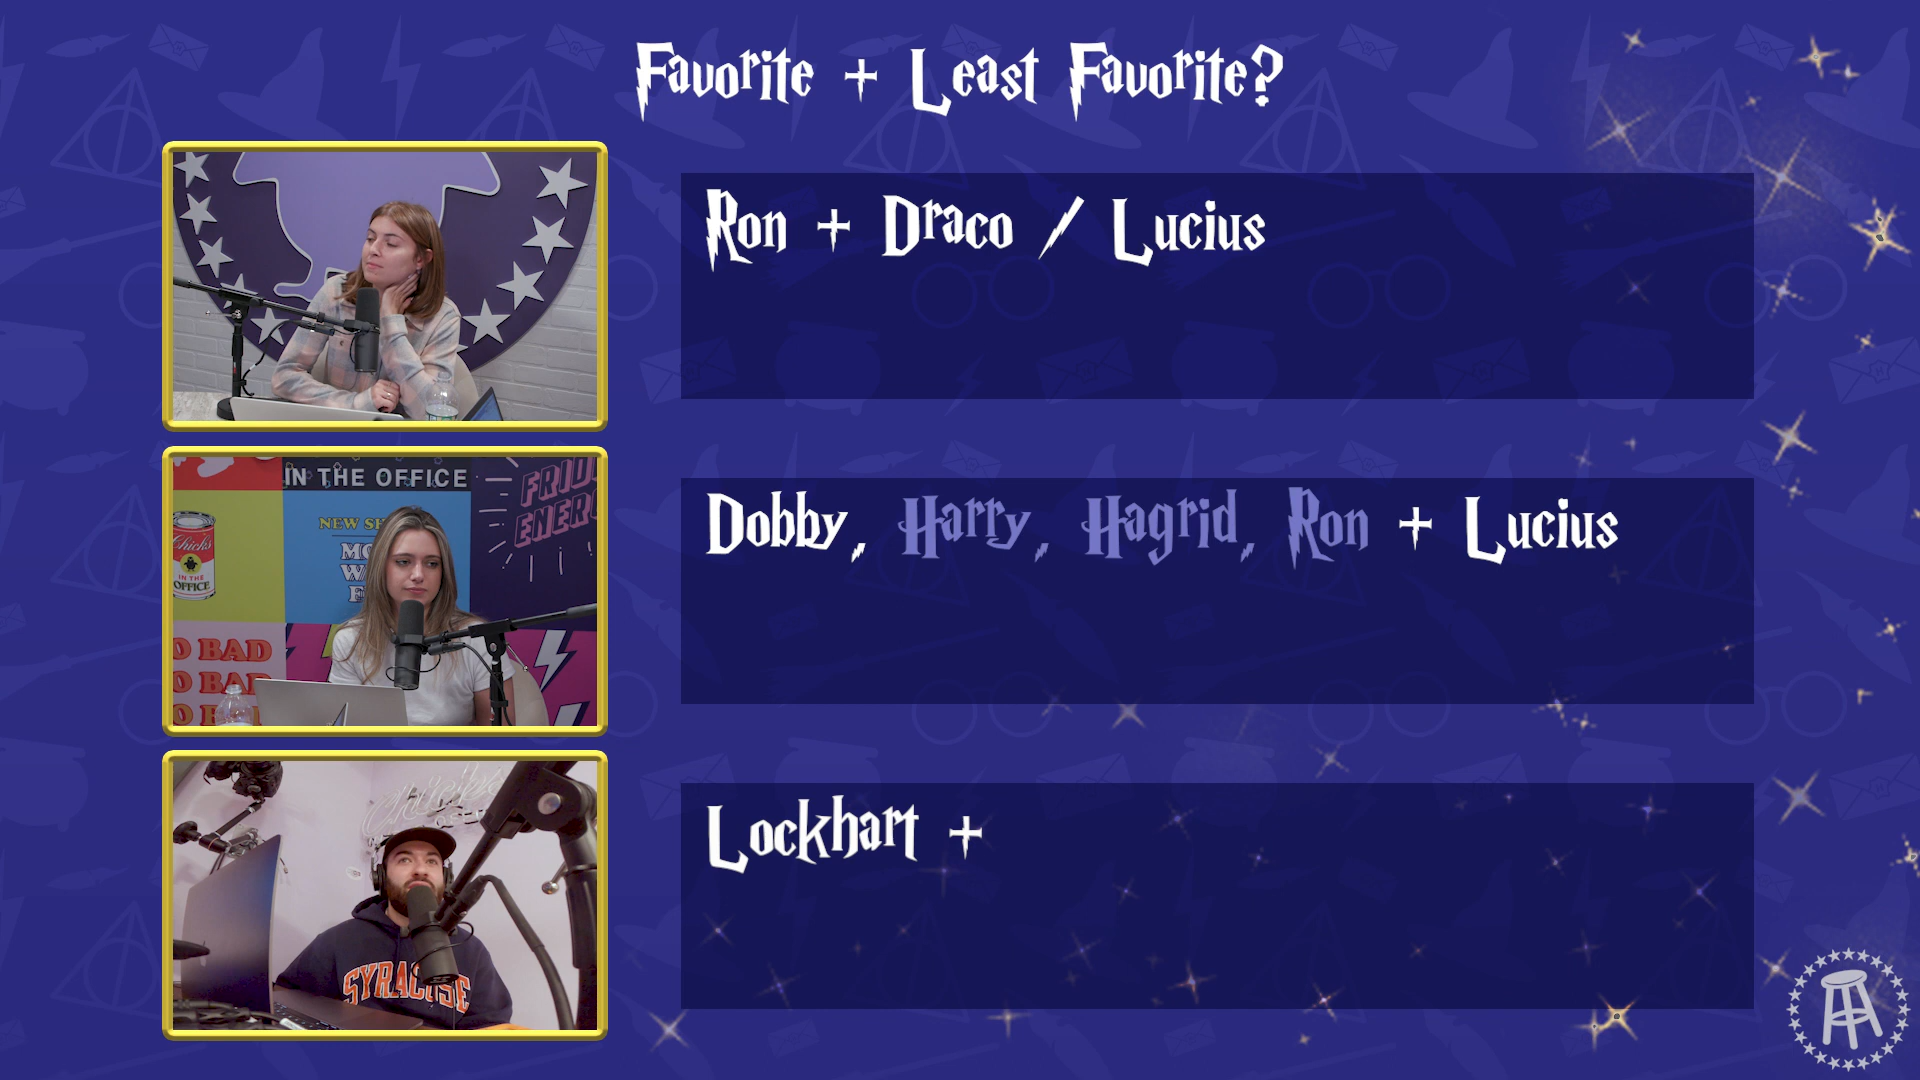 Favorite + Least Favorite?
Ron + Draco / Lucius
IN THE OFFICE
NEW
Chicks
IN THE
OFFICE
O BAD
O BAD
Dobby, Harry, Hagrid, Ron + Lucius
Lockhart +
SYRACUSE